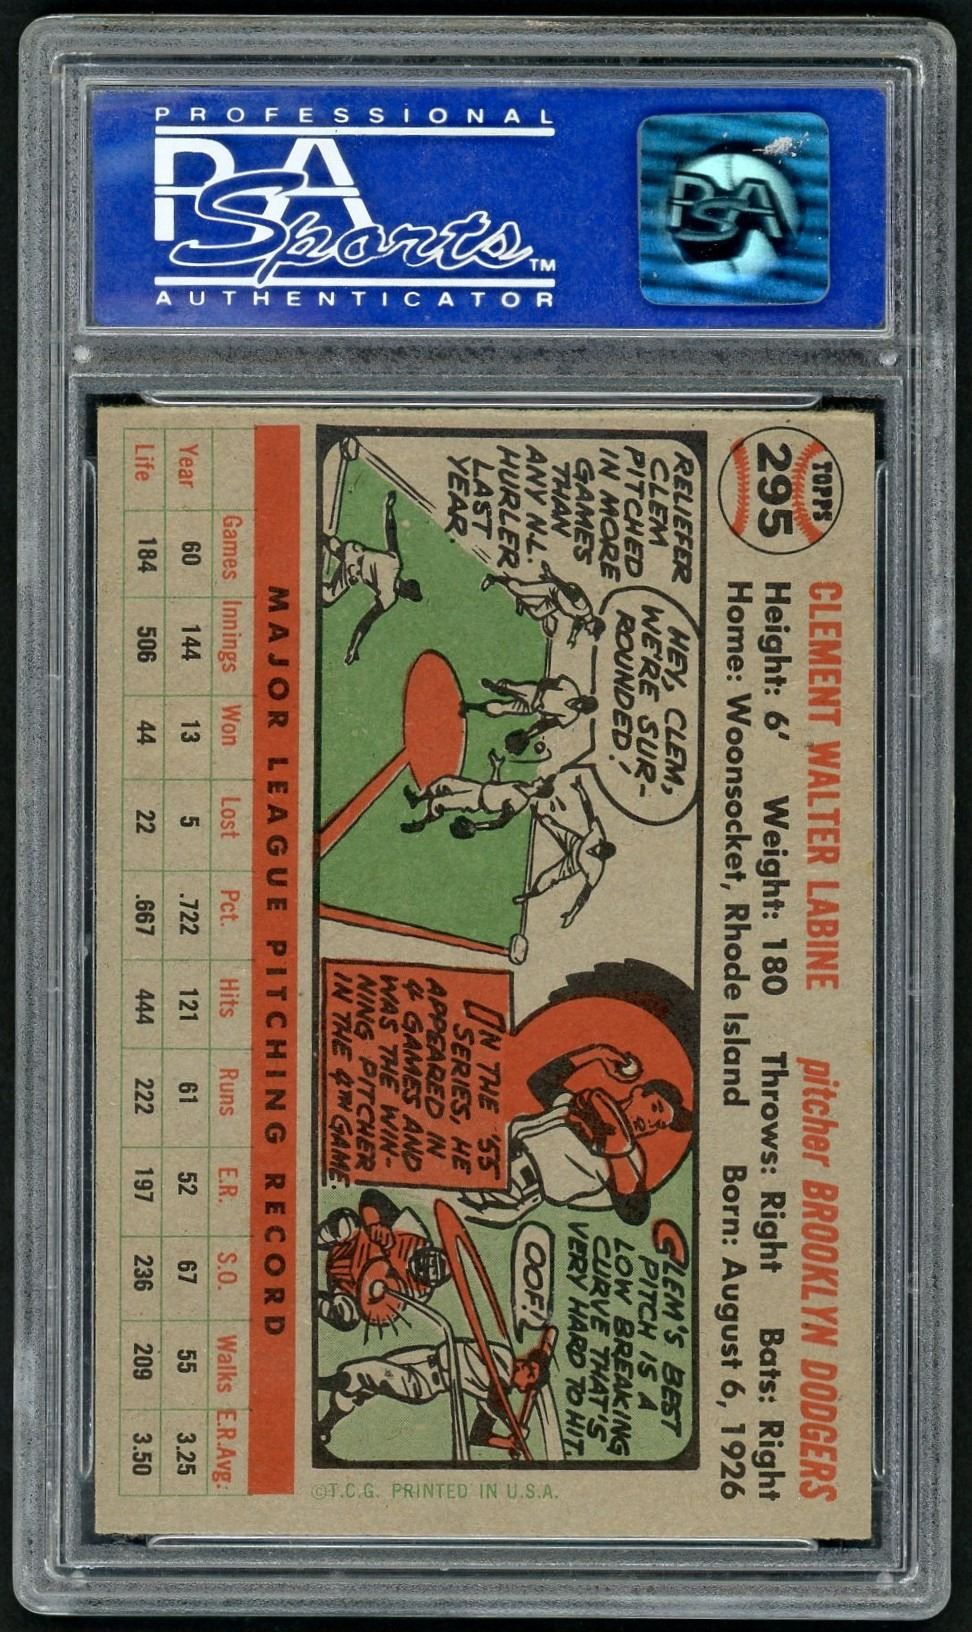 PROFESSIONAL
PSA
Sports™
AUTHENTICATOR
PSA
TOPPS
295
CLEMENT WALTER LABINE pitcher BROOKLYN DODGERS
Height: 6' Weight: 180 Throws: Right Bats: Right
Home: Woonsocket, Rhode Island Born: August 6, 1926
RELIEFER
CLEM
PITCHED
IN MORE
GAMES
THAN
ANY N.L.
HURLER
LAST
YEAR.
HEY, CLEM,
WE'RE SUR-
ROUNDED!
IN THE '55
SERIES, HE
APPEARED IN
4 GAMES AND
WAS THE WIN-
NING PITCHER
IN THE 4TH GAME.
CLEM'S BEST
PITCH IS A
LOW BREAKING
CURVE THAT'S
VERY HARD TO HIT.
OOF!
MAJOR LEAGUE PITCHING RECORD
Games Innings Won Lost Pct. Hits Runs E.R. S.O. Walks E.R.Avg.
Year 60 144 13 5 .722 121 61 52 67 55 3.25
Life 184 506 44 22 .667 444 222 197 236 209 3.50
©T.C.G. PRINTED IN U.S.A.